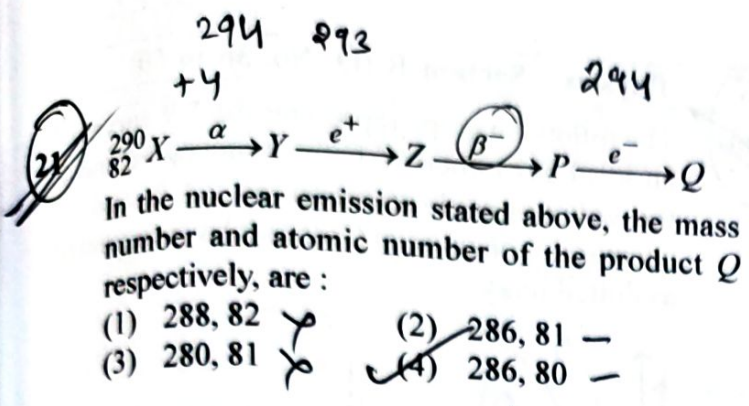 294 293
+4 294
21 ²⁹⁰₈₂X —α→ Y —e⁺→ Z —β⁻→ P —e⁻→ Q
In the nuclear emission stated above, the mass
number and atomic number of the product Q
respectively, are :
(1) 288, 82 (2) 286, 81 –
(3) 280, 81 (4) 286, 80 –